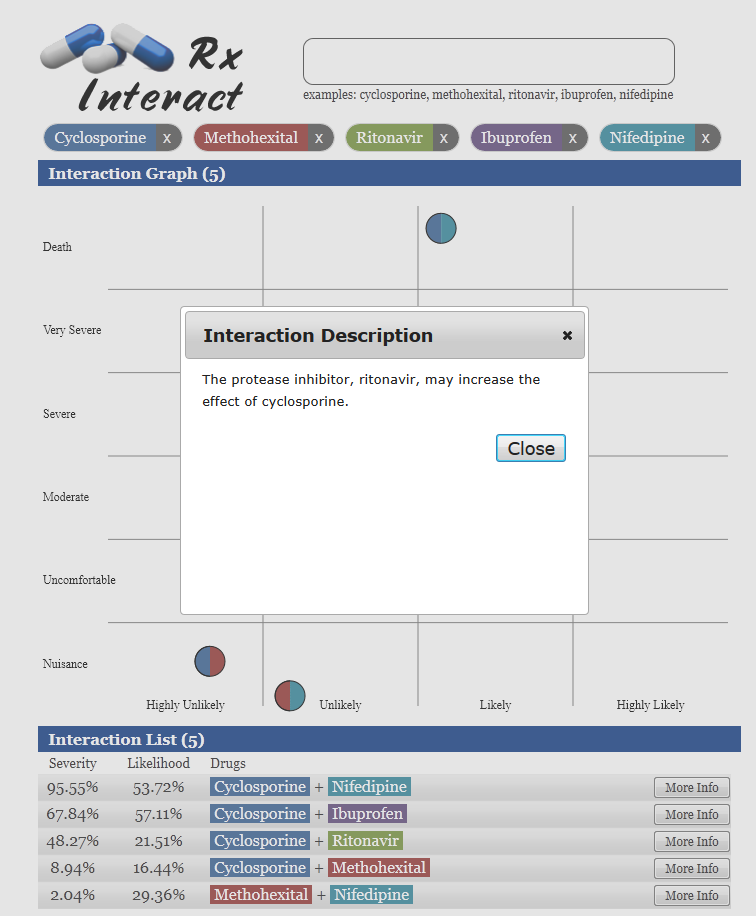 Rx
Interact
examples: cyclosporine, methohexital, ritonavir, ibuprofen, nifedipine
Cyclosporine x Methohexital x Ritonavir x Ibuprofen x Nifedipine x
Interaction Graph (5)
Death
Very Severe
Severe
Moderate
Uncomfortable
Nuisance
Highly Unlikely Unlikely Likely Highly Likely
Interaction Description ×
The protease inhibitor, ritonavir, may increase the
effect of cyclosporine.
Close
Interaction List (5)
Severity Likelihood Drugs
95.55% 53.72% Cyclosporine + Nifedipine More Info
67.84% 57.11% Cyclosporine + Ibuprofen More Info
48.27% 21.51% Cyclosporine + Ritonavir More Info
8.94% 16.44% Cyclosporine + Methohexital More Info
2.04% 29.36% Methohexital + Nifedipine More Info